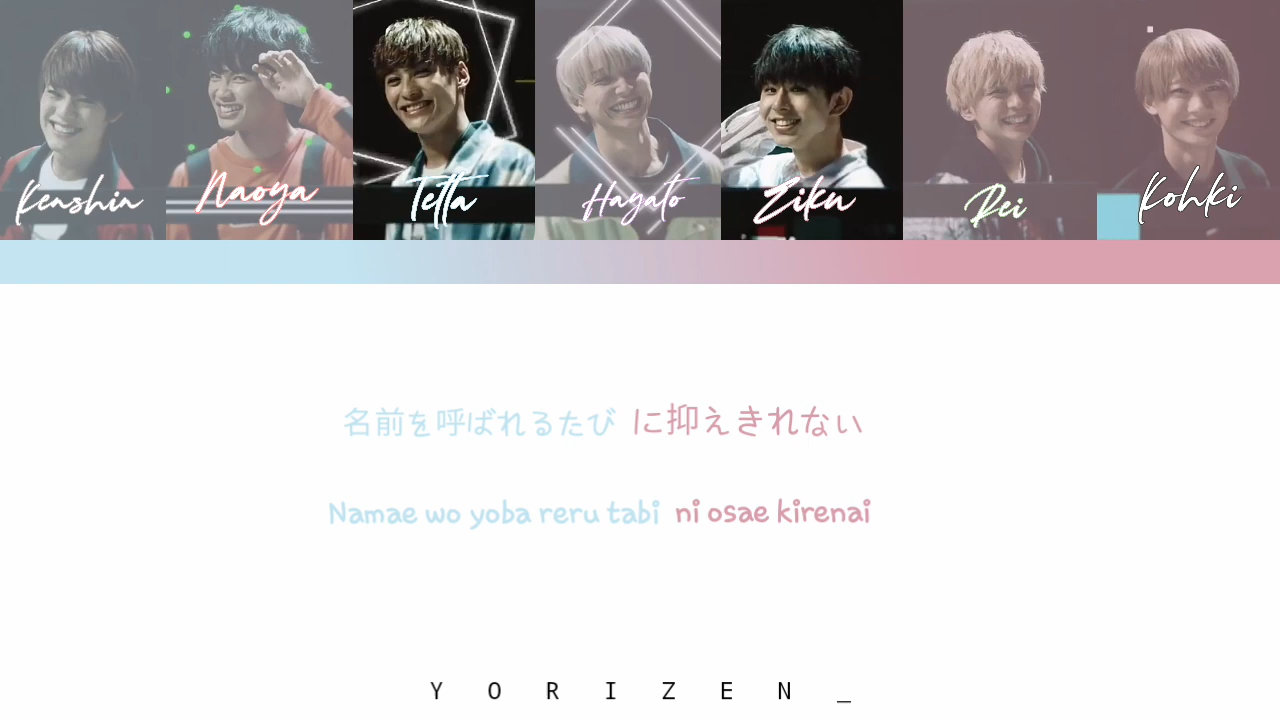 Kenshin Naoya Tetta Hayato Ziku Rei Kohki
名前を呼ばれるたび に抑えきれない
Namae wo yoba reru tabi ni osae kirenai
Y O R I Z E N _